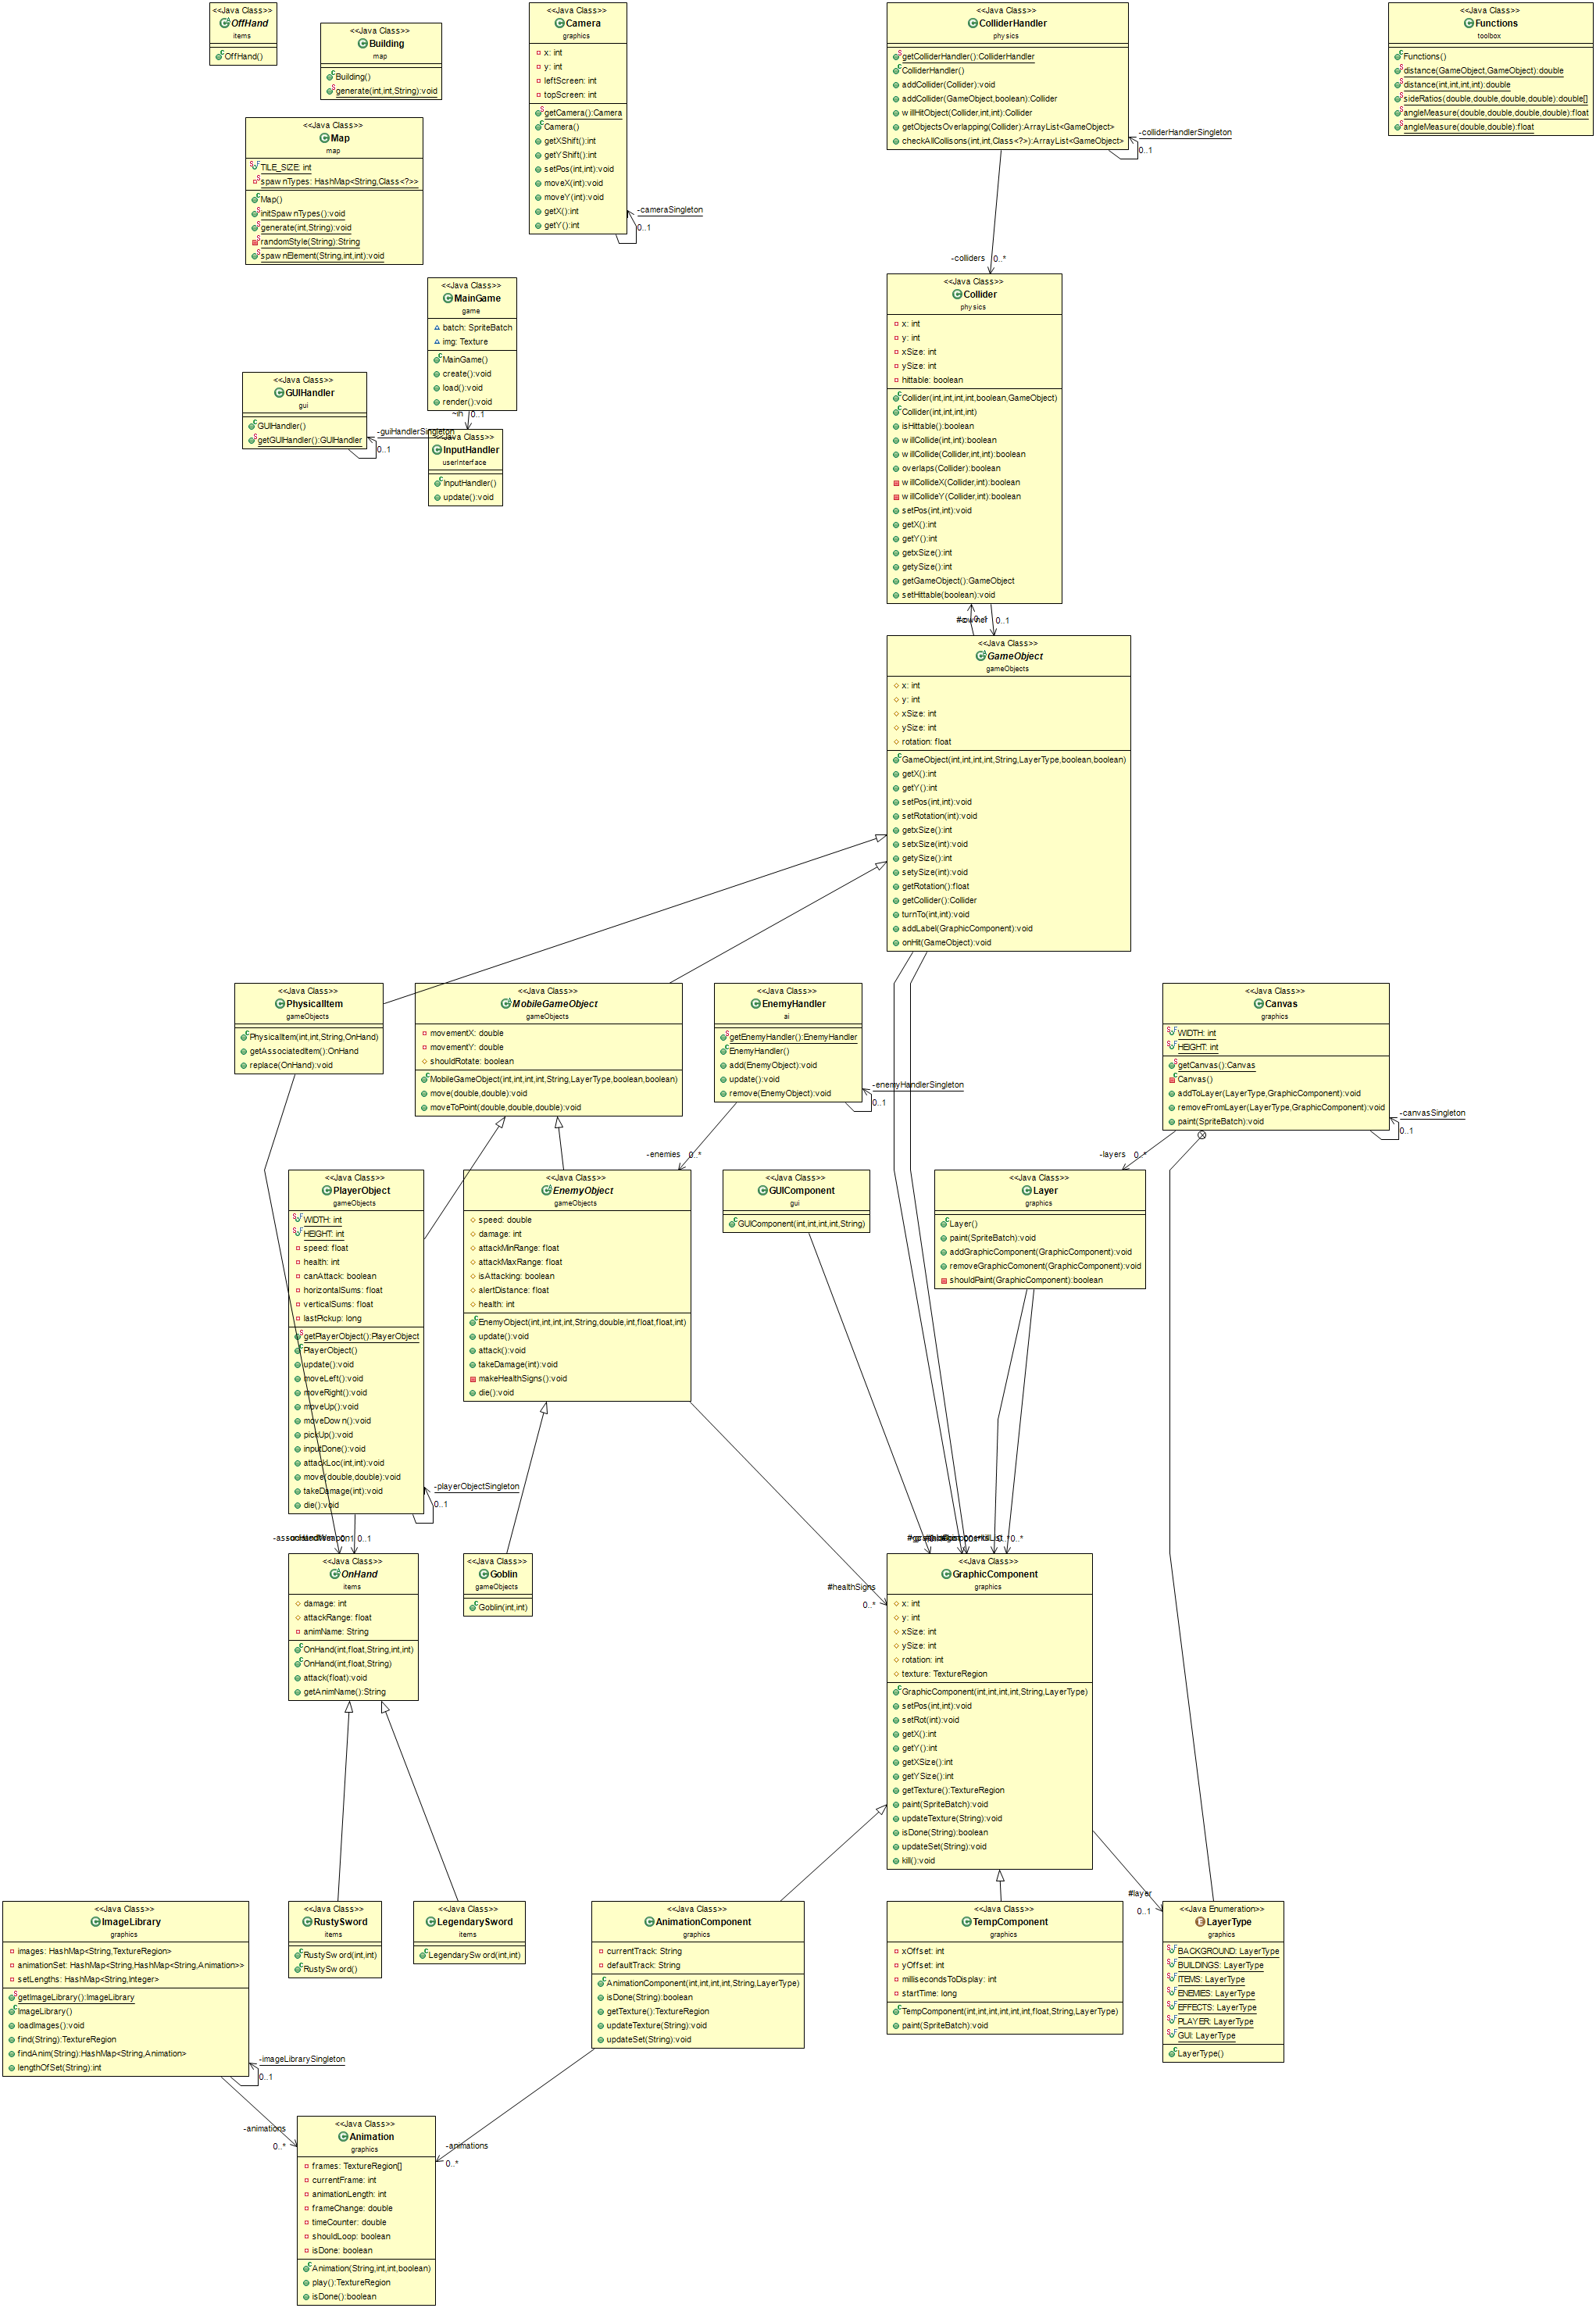 <<Java Class>>
OffHand
items
OffHand()
<<Java Class>>
Building
map
Building()
generate(int,int,String):void
<<Java Class>>
Map
map
TILE_SIZE: int
spawnTypes: HashMap<String,Class<?>>
Map()
initSpawnTypes():void
generate(int,String):void
randomStyle(String):String
spawnElement(String,int,int):void
<<Java Class>>
Camera
graphics
x: int
y: int
leftScreen: int
topScreen: int
getCamera():Camera
Camera()
getXShift():int
getYShift():int
setPos(int,int):void
moveX(int):void
moveY(int):void
getX():int
getY():int
-cameraSingleton
0..1
<<Java Class>>
ColliderHandler
physics
getColliderHandler():ColliderHandler
ColliderHandler()
addCollider(Collider):void
addCollider(GameObject,boolean):Collider
willHitObject(Collider,int,int):Collider
getObjectsOverlapping(Collider):ArrayList<GameObject>
checkAllCollisons(int,int,Class<?>):ArrayList<GameObject>
-colliderHandlerSingleton
0..1
-colliders
0..*
<<Java Class>>
Functions
toolbox
Functions()
distance(GameObject,GameObject):double
distance(int,int,int,int):double
sideRatios(double,double,double,double):double[]
angleMeasure(double,double,double,double):float
angleMeasure(double,double):float
<<Java Class>>
MainGame
game
batch: SpriteBatch
img: Texture
MainGame()
create():void
load():void
render():void
~ih
0..1
<<Java Class>>
GUIHandler
gui
GUIHandler()
getGUIHandler():GUIHandler
-guiHandlerSingleton
0..1
<<Java Class>>
InputHandler
userInterface
InputHandler()
update():void
<<Java Class>>
Collider
physics
x: int
y: int
xSize: int
ySize: int
hittable: boolean
Collider(int,int,int,int,boolean,GameObject)
Collider(int,int,int,int)
isHittable():boolean
willCollide(int,int):boolean
willCollide(Collider,int,int):boolean
overlaps(Collider):boolean
willCollideX(Collider,int):boolean
willCollideY(Collider,int):boolean
setPos(int,int):void
getX():int
getY():int
getxSize():int
getySize():int
getGameObject():GameObject
setHittable(boolean):void
0..1
<<Java Class>>
GameObject
gameObjects
x: int
y: int
xSize: int
ySize: int
rotation: float
GameObject(int,int,int,int,String,LayerType,boolean,boolean)
getX():int
getY():int
setPos(int,int):void
setRotation(int):void
getxSize():int
setxSize(int):void
getySize():int
setySize(int):void
getRotation():float
getCollider():Collider
turnTo(int,int):void
addLabel(GraphicComponent):void
onHit(GameObject):void
<<Java Class>>
PhysicalItem
gameObjects
PhysicalItem(int,int,String,OnHand)
getAssociatedItem():OnHand
replace(OnHand):void
<<Java Class>>
MobileGameObject
gameObjects
movementX: double
movementY: double
shouldRotate: boolean
MobileGameObject(int,int,int,int,String,LayerType,boolean,boolean)
move(double,double):void
moveToPoint(double,double,double):void
<<Java Class>>
EnemyHandler
ai
getEnemyHandler():EnemyHandler
EnemyHandler()
add(EnemyObject):void
update():void
remove(EnemyObject):void
-enemyHandlerSingleton
0..1
-enemies
0..*
<<Java Class>>
Canvas
graphics
WIDTH: int
HEIGHT: int
getCanvas():Canvas
Canvas()
addToLayer(LayerType,GraphicComponent):void
removeFromLayer(LayerType,GraphicComponent):void
paint(SpriteBatch):void
-canvasSingleton
0..1
-layers
0..*
<<Java Class>>
PlayerObject
gameObjects
WIDTH: int
HEIGHT: int
speed: float
health: int
canAttack: boolean
horizontalSums: float
verticalSums: float
lastPickup: long
getPlayerObject():PlayerObject
PlayerObject()
update():void
moveLeft():void
moveRight():void
moveUp():void
moveDown():void
pickUp():void
inputDone():void
attackLoc(int,int):void
move(double,double):void
takeDamage(int):void
die():void
-playerObjectSingleton
0..1
0..1
<<Java Class>>
EnemyObject
gameObjects
speed: double
damage: int
attackMinRange: float
attackMaxRange: float
isAttacking: boolean
alertDistance: float
health: int
EnemyObject(int,int,int,int,String,double,int,float,float,int)
update():void
attack():void
takeDamage(int):void
makeHealthSigns():void
die():void
<<Java Class>>
GUIComponent
gui
GUIComponent(int,int,int,int,String)
<<Java Class>>
Layer
graphics
Layer()
paint(SpriteBatch):void
addGraphicComponent(GraphicComponent):void
removeGraphicComonent(GraphicComponent):void
shouldPaint(GraphicComponent):boolean
0..*
<<Java Class>>
OnHand
items
damage: int
attackRange: float
animName: String
OnHand(int,float,String,int,int)
OnHand(int,float,String)
attack(float):void
getAnimName():String
<<Java Class>>
Goblin
gameObjects
Goblin(int,int)
#healthSigns
0..*
<<Java Class>>
GraphicComponent
graphics
x: int
y: int
xSize: int
ySize: int
rotation: int
texture: TextureRegion
GraphicComponent(int,int,int,int,String,LayerType)
setPos(int,int):void
setRot(int):void
getX():int
getY():int
getXSize():int
getYSize():int
getTexture():TextureRegion
paint(SpriteBatch):void
updateTexture(String):void
isDone(String):boolean
updateSet(String):void
kill():void
#layer
0..1
<<Java Class>>
ImageLibrary
graphics
images: HashMap<String,TextureRegion>
animationSet: HashMap<String,HashMap<String,Animation>>
setLengths: HashMap<String,Integer>
getImageLibrary():ImageLibrary
ImageLibrary()
loadImages():void
find(String):TextureRegion
findAnim(String):HashMap<String,Animation>
lengthOfSet(String):int
-imageLibrarySingleton
0..1
-animations
0..*
<<Java Class>>
RustySword
items
RustySword(int,int)
RustySword()
<<Java Class>>
LegendarySword
items
LegendarySword(int,int)
<<Java Class>>
AnimationComponent
graphics
currentTrack: String
defaultTrack: String
AnimationComponent(int,int,int,int,String,LayerType)
isDone(String):boolean
getTexture():TextureRegion
updateTexture(String):void
updateSet(String):void
-animations
0..*
<<Java Class>>
TempComponent
graphics
xOffset: int
yOffset: int
millisecondsToDisplay: int
startTime: long
TempComponent(int,int,int,int,int,int,float,String,LayerType)
paint(SpriteBatch):void
<<Java Enumeration>>
LayerType
graphics
BACKGROUND: LayerType
BUILDINGS: LayerType
ITEMS: LayerType
ENEMIES: LayerType
EFFECTS: LayerType
PLAYER: LayerType
GUI: LayerType
LayerType()
<<Java Class>>
Animation
graphics
frames: TextureRegion[]
currentFrame: int
animationLength: int
frameChange: double
timeCounter: double
shouldLoop: boolean
isDone: boolean
Animation(String,int,int,boolean)
play():TextureRegion
isDone():boolean